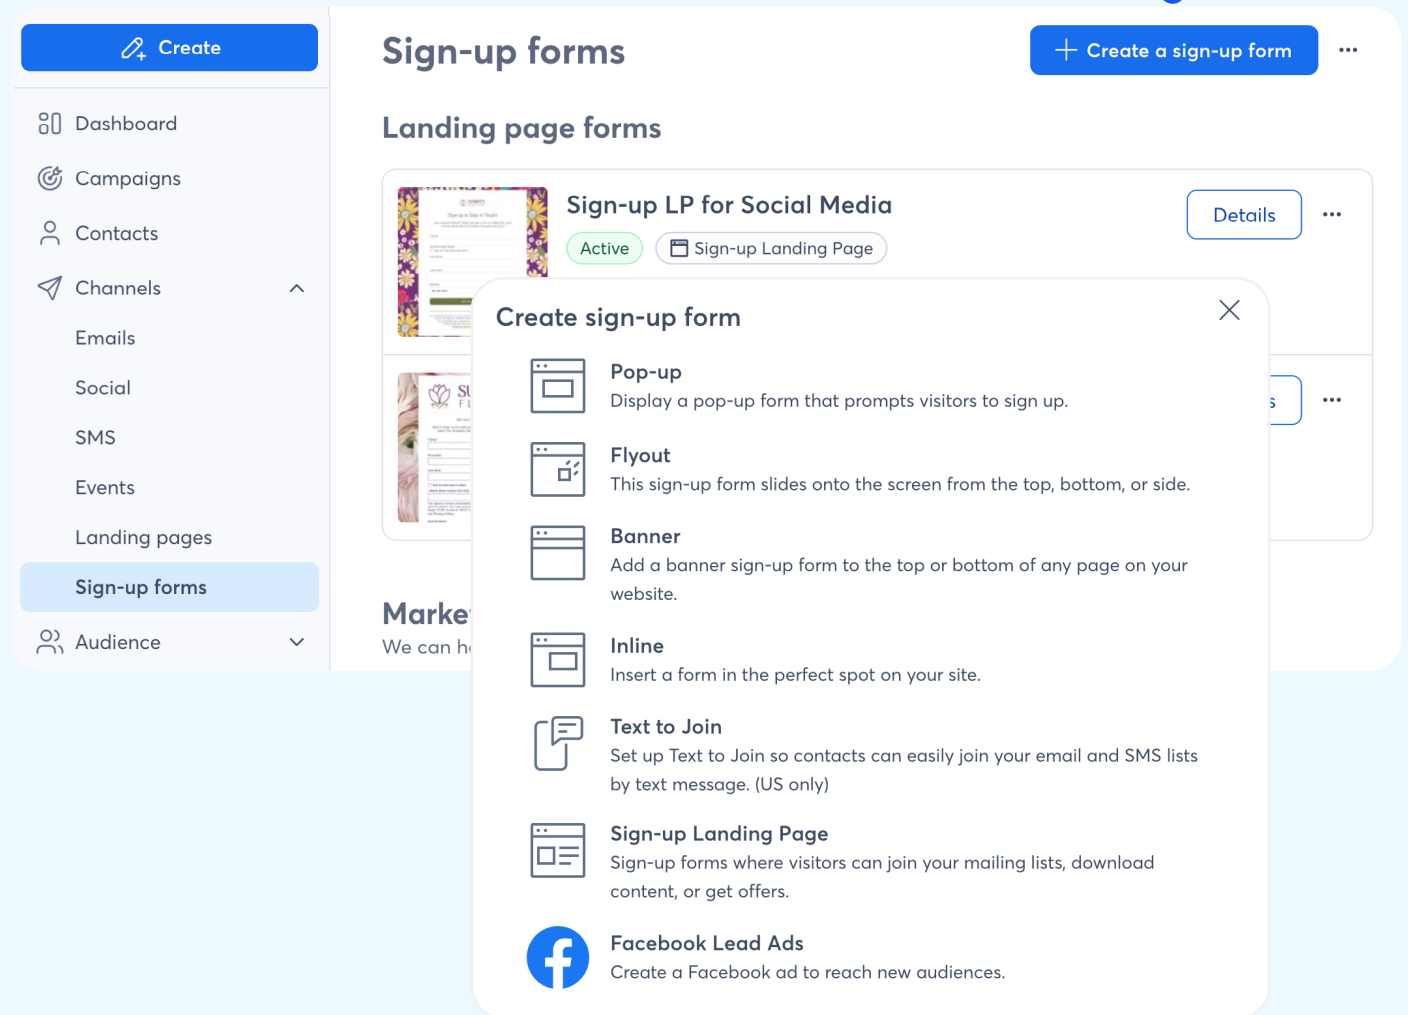 Create
Dashboard
Campaigns
Contacts
Channels
Emails
Social
SMS
Events
Landing pages
Sign-up forms
Audience
Sign-up forms
Create a sign-up form
Landing page forms
Sign-up LP for Social Media
Details
Active
Sign-up Landing Page
Create sign-up form
Pop-up
Display a pop-up form that prompts visitors to sign up.
Flyout
This sign-up form slides onto the screen from the top, bottom, or side.
Banner
Add a banner sign-up form to the top or bottom of any page on your
website.
Inline
Insert a form in the perfect spot on your site.
Text to Join
Set up Text to Join so contacts can easily join your email and SMS lists
by text message. (US only)
Sign-up Landing Page
Sign-up forms where visitors can join your mailing lists, download
content, or get offers.
Facebook Lead Ads
Create a Facebook ad to reach new audiences.
We can